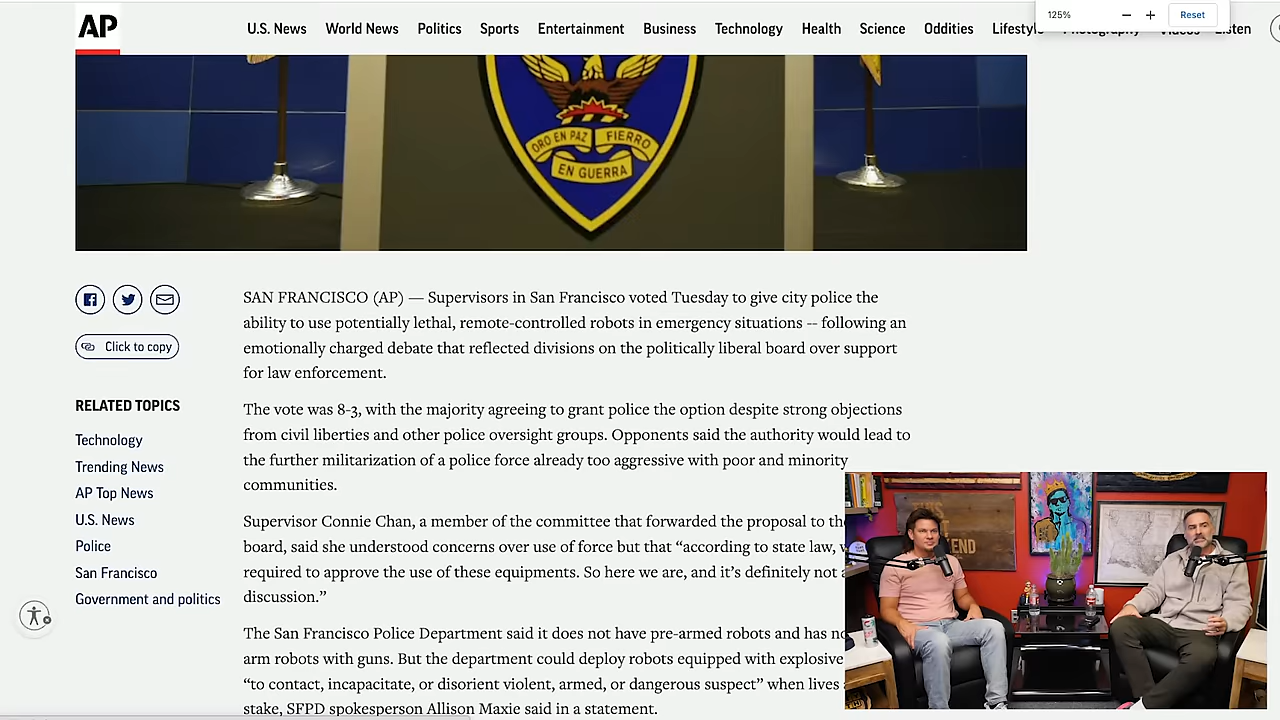 AP
U.S. News World News Politics Sports Entertainment Business Technology Health Science Oddities Lifestyle Photography Videos Listen
125% − + Reset
ORO EN PAZ FIERRO
EN GUERRA
Click to copy
RELATED TOPICS
Technology
Trending News
AP Top News
U.S. News
Police
San Francisco
Government and politics
SAN FRANCISCO (AP) — Supervisors in San Francisco voted Tuesday to give city police the
ability to use potentially lethal, remote-controlled robots in emergency situations -- following an
emotionally charged debate that reflected divisions on the politically liberal board over support
for law enforcement.
The vote was 8-3, with the majority agreeing to grant police the option despite strong objections
from civil liberties and other police oversight groups. Opponents said the authority would lead to
the further militarization of a police force already too aggressive with poor and minority
communities.
Supervisor Connie Chan, a member of the committee that forwarded the proposal to the
board, said she understood concerns over use of force but that “according to state law,
required to approve the use of these equipments. So here we are, and it’s definitely not
discussion.”
The San Francisco Police Department said it does not have pre-armed robots and has no
arm robots with guns. But the department could deploy robots equipped with explosive
“to contact, incapacitate, or disorient violent, armed, or dangerous suspect” when lives
stake, SFPD spokesperson Allison Maxie said in a statement.